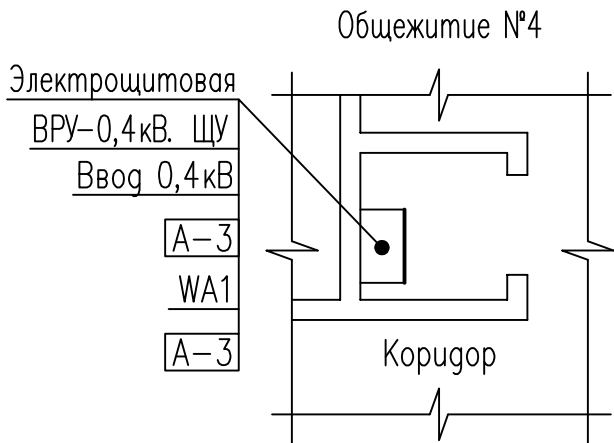 Общежитие №4
Электрощитовая
ВРУ-0,4кВ. ЩУ
Ввод 0,4кВ
А-3
WA1
А-3
Коридор